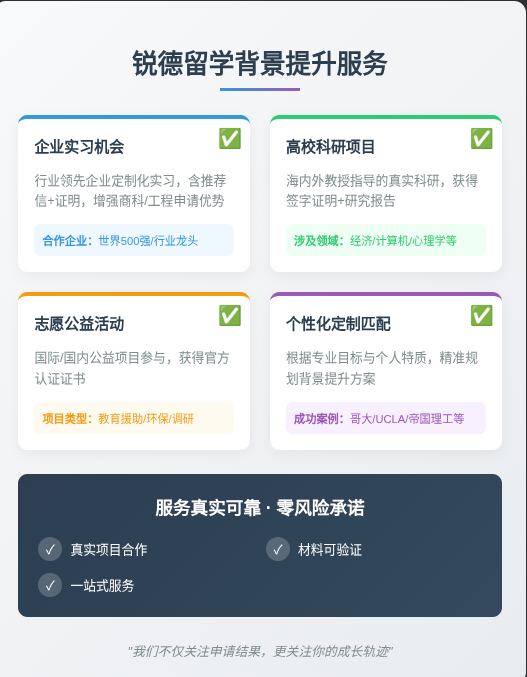 锐德留学背景提升服务
企业实习机会
行业领先企业定制化实习，含推荐
信+证明，增强商科/工程申请优势
合作企业：世界500强/行业龙头
高校科研项目
海内外教授指导的真实科研，获得
签字证明+研究报告
涉及领域：经济/计算机/心理学等
志愿公益活动
国际/国内公益项目参与，获得官方
认证证书
项目类型：教育援助/环保/调研
个性化定制匹配
根据专业目标与个人特质，精准规
划背景提升方案
成功案例：哥大/UCLA/帝国理工等
服务真实可靠 · 零风险承诺
真实项目合作
材料可验证
一站式服务
"我们不仅关注申请结果，更关注你的成长轨迹"